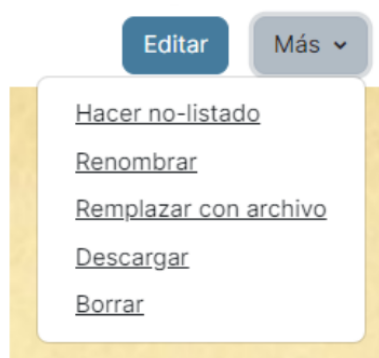 Editar Más
Hacer no-listado
Renombrar
Remplazar con archivo
Descargar
Borrar